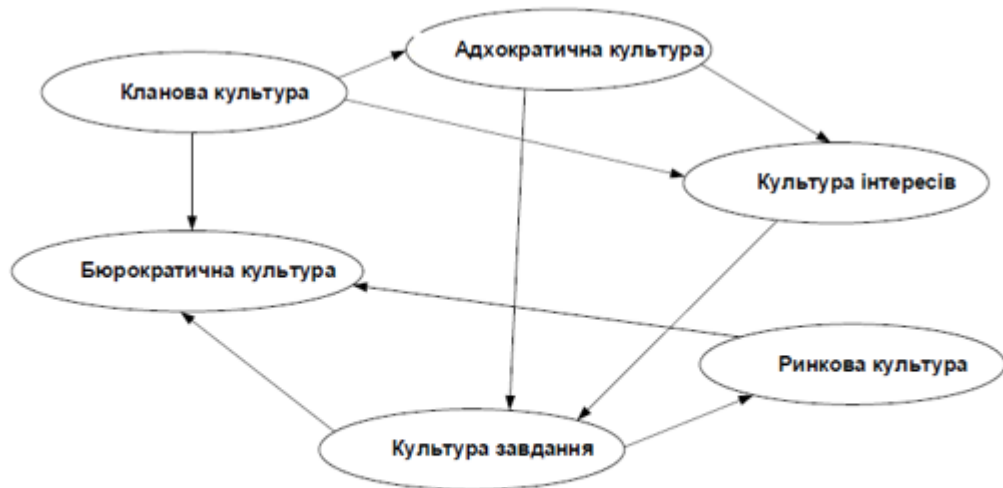 Адхократична культура
Кланова культура
Культура інтересів
Бюрократична культура
Ринкова культура
Культура завдання